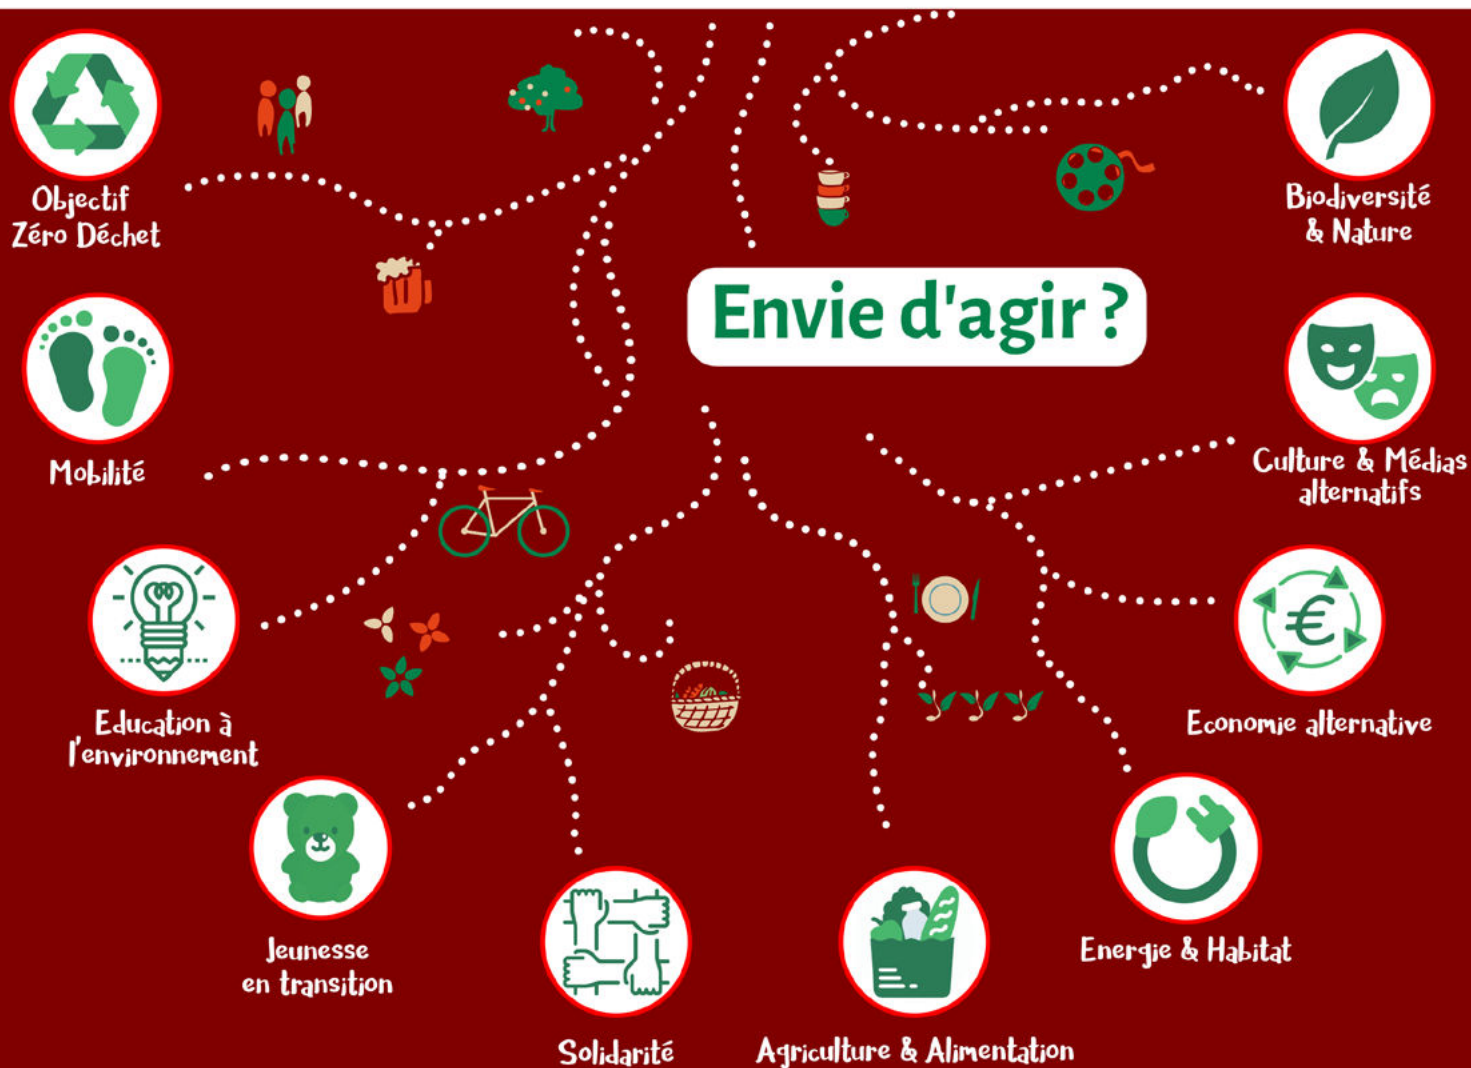 Objectif
Zéro Déchet
Biodiversité
& Nature
Envie d'agir ?
Mobilité
Culture & Médias
alternatifs
Education à
l'environnement
Economie alternative
Jeunesse
en transition
Energie & Habitat
Solidarité
Agriculture & Alimentation